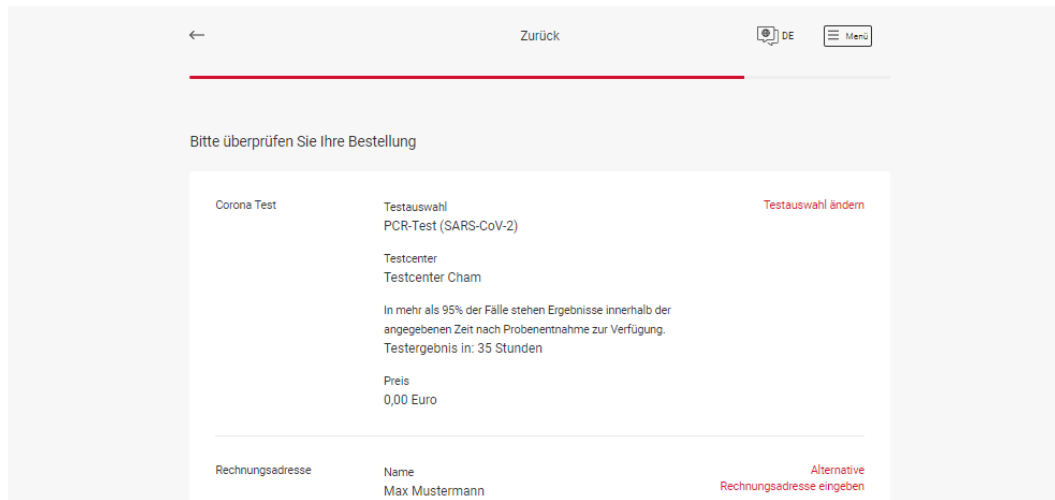 Zurück
DE
Menü
Bitte überprüfen Sie Ihre Bestellung
Corona Test
Testauswahl
Testauswahl ändern
PCR-Test (SARS-CoV-2)
Testcenter
Testcenter Cham
In mehr als 95% der Fälle stehen Ergebnisse innerhalb der
angegebenen Zeit nach Probenentnahme zur Verfügung.
Testergebnis in: 35 Stunden
Preis
0,00 Euro
Rechnungsadresse
Name
Max Mustermann
Alternative
Rechnungsadresse eingeben